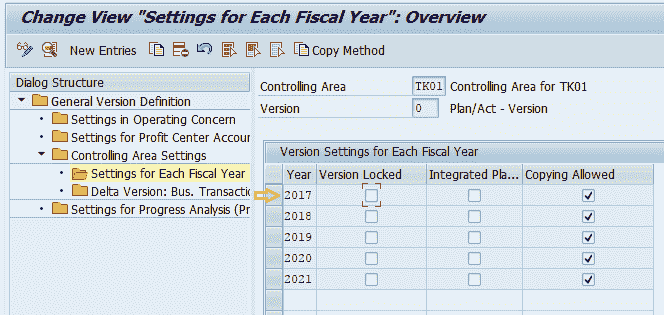 Change View "Settings for Each Fiscal Year": Overview
New Entries Copy Method
Dialog Structure
General Version Definition
Settings in Operating Concern
Settings for Profit Center Accour
Controlling Area Settings
Settings for Each Fiscal Year
Delta Version: Bus. Transactio
Settings for Progress Analysis (Pr
Controlling Area TK01 Controlling Area for TK01
Version 0 Plan/Act - Version
Version Settings for Each Fiscal Year
Year Version Locked Integrated Pla... Copying Allowed
2017
2018
2019
2020
2021